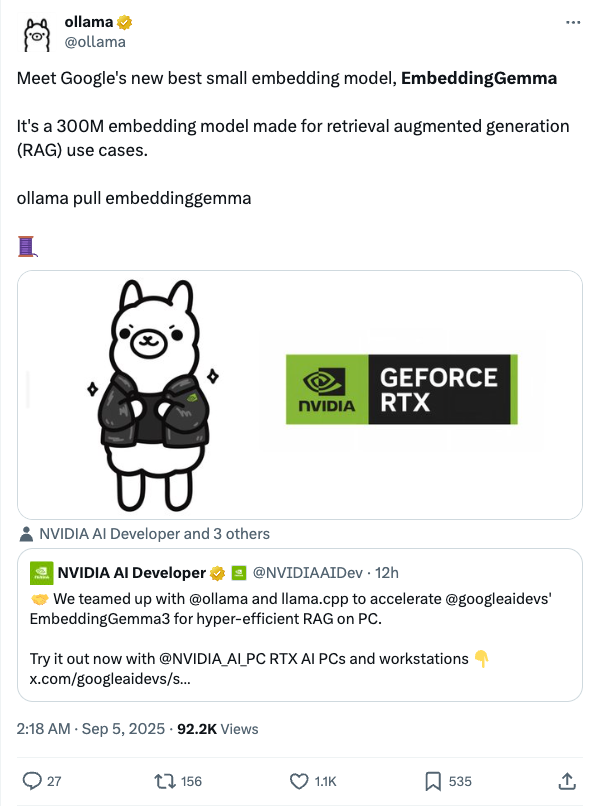 ollama
@ollama
Meet Google's new best small embedding model, EmbeddingGemma
It's a 300M embedding model made for retrieval augmented generation
(RAG) use cases.
ollama pull embeddinggemma
NVIDIA
GEFORCE
RTX
NVIDIA AI Developer and 3 others
NVIDIA AI Developer @NVIDIAAIDev · 12h
🤝 We teamed up with @ollama and llama.cpp to accelerate @googleaidevs'
EmbeddingGemma3 for hyper-efficient RAG on PC.
Try it out now with @NVIDIA_AI_PC RTX AI PCs and workstations 👇
x.com/googleaidevs/s...
2:18 AM · Sep 5, 2025 · 92.2K Views
27 156 1.1K 535